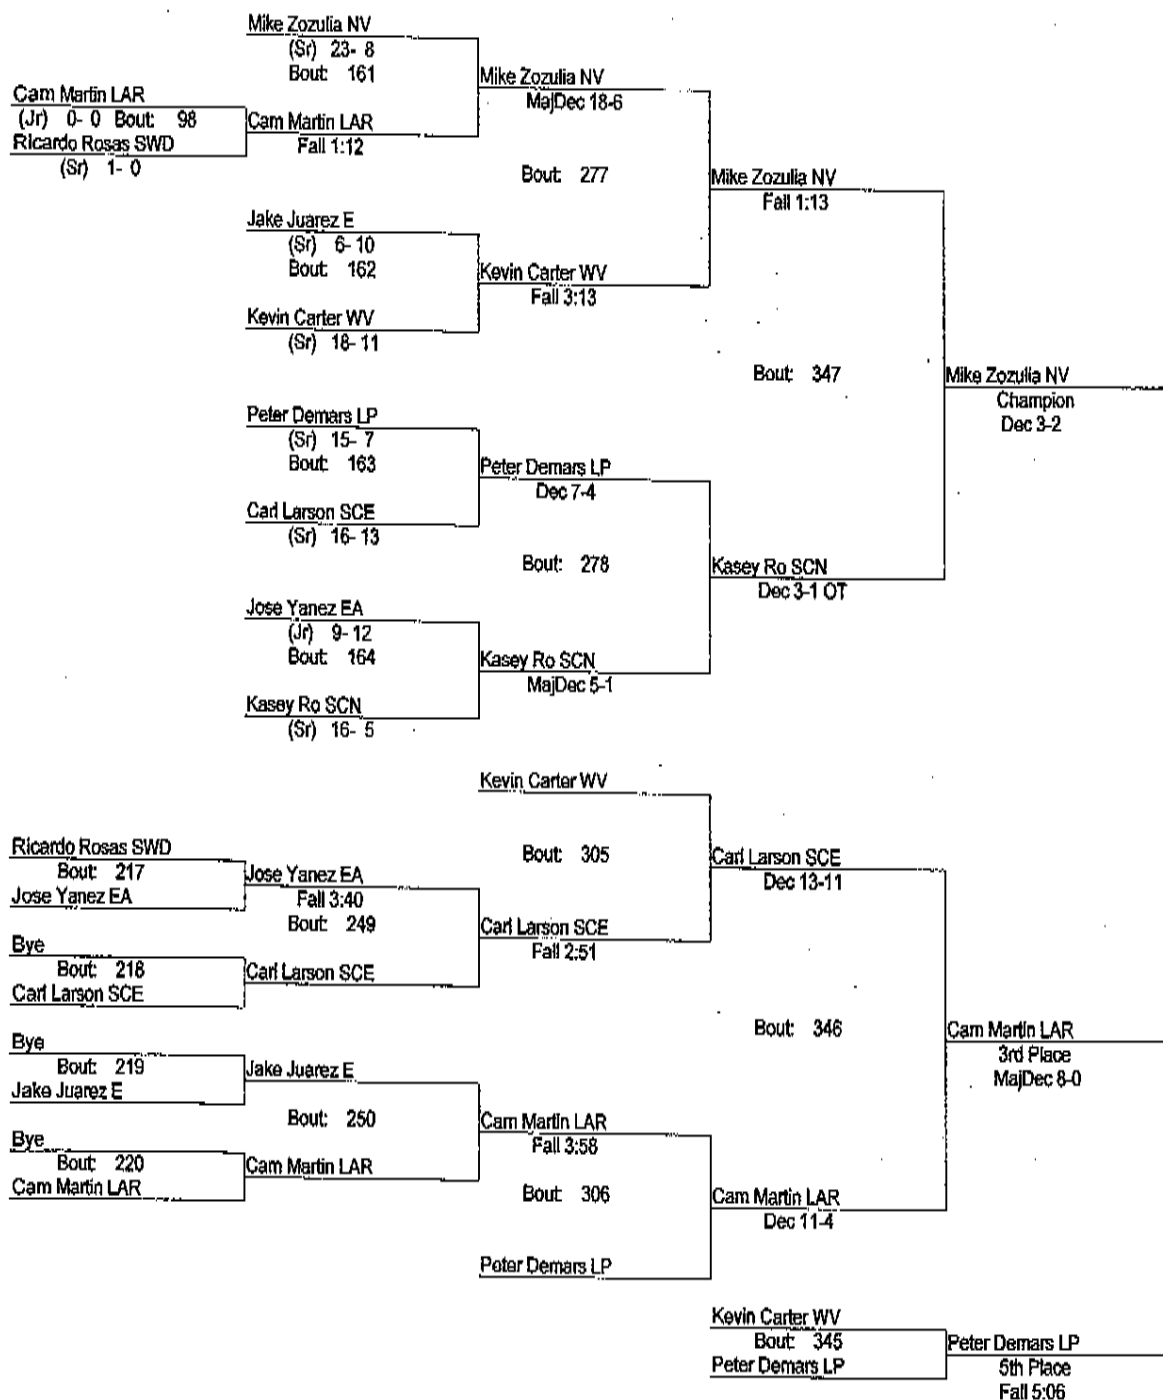 Mike Zozulia NV
(Sr) 23- 8
Bout: 161
Cam Martin LAR
(Jr) 0- 0 Bout: 98
Ricardo Rosas SWD
(Sr) 1- 0
Cam Martin LAR
Fall 1:12
Mike Zozulia NV
MajDec 18-6
Bout: 277
Jake Juarez E
(Sr) 6- 10
Bout: 162
Kevin Carter WV
(Sr) 18- 11
Kevin Carter WV
Fall 3:13
Mike Zozulia NV
Fall 1:13
Bout: 347
Mike Zozulia NV
Champion
Dec 3-2
Peter Demars LP
(Sr) 15- 7
Bout: 163
Carl Larson SCE
(Sr) 16- 13
Peter Demars LP
Dec 7-4
Bout: 278
Kasey Ro SCN
Dec 3-1 OT
Jose Yanez EA
(Jr) 9- 12
Bout: 164
Kasey Ro SCN
(Sr) 16- 5
Kasey Ro SCN
MajDec 5-1
Kevin Carter WV
Bout: 305
Ricardo Rosas SWD
Bout: 217
Jose Yanez EA
Jose Yanez EA
Fall 3:40
Bout: 249
Bye
Bout: 218
Carl Larson SCE
Carl Larson SCE
Carl Larson SCE
Fall 2:51
Carl Larson SCE
Dec 13-11
Bout: 346
Cam Martin LAR
3rd Place
MajDec 8-0
Bye
Bout: 219
Jake Juarez E
Jake Juarez E
Bout: 250
Bye
Bout: 220
Cam Martin LAR
Cam Martin LAR
Cam Martin LAR
Fall 3:58
Bout: 306
Cam Martin LAR
Dec 11-4
Peter Demars LP
Kevin Carter WV
Bout: 345
Peter Demars LP
Peter Demars LP
5th Place
Fall 5:06